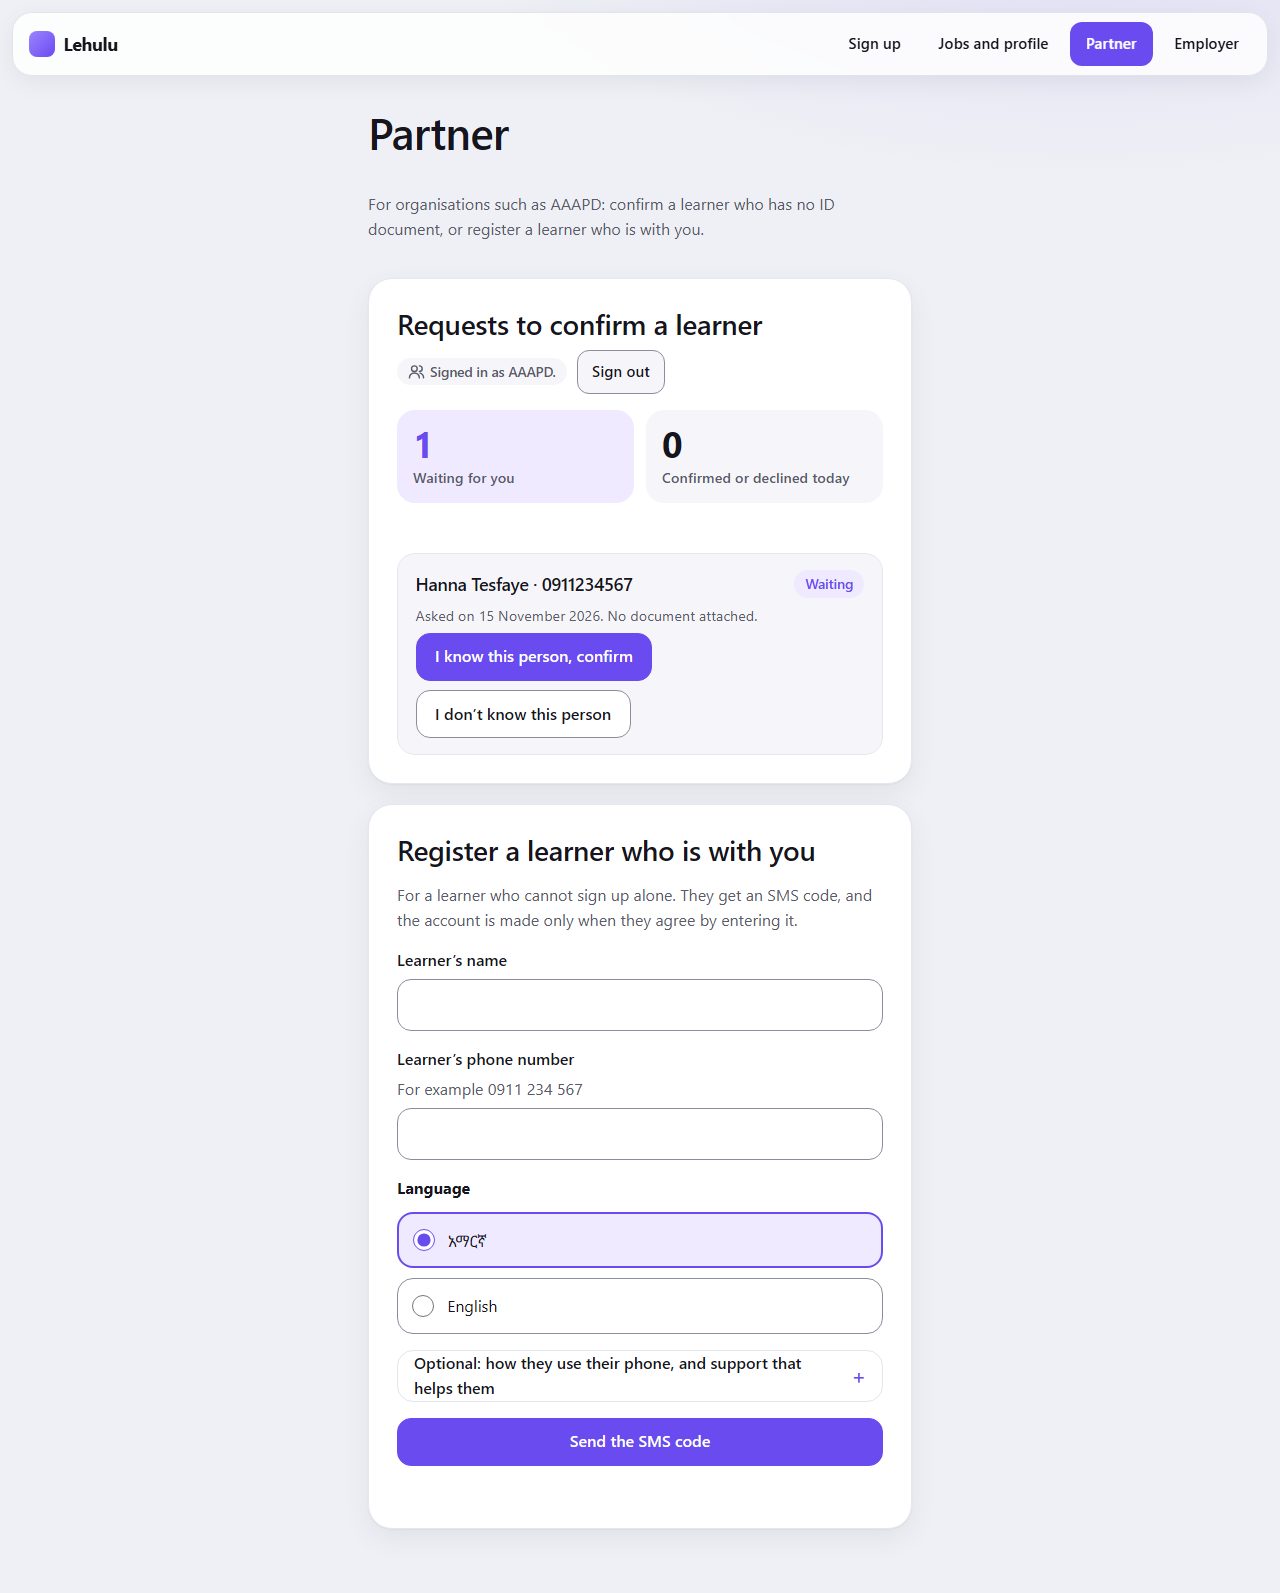 Lehulu
Sign up
Jobs and profile
Partner
Employer
Partner
For organisations such as AAAPD: confirm a learner who has no ID
document, or register a learner who is with you.
Requests to confirm a learner
Signed in as AAAPD.
Sign out
1
Waiting for you
0
Confirmed or declined today
Hanna Tesfaye · 0911234567
Waiting
Asked on 15 November 2026. No document attached.
I know this person, confirm
I don’t know this person
Register a learner who is with you
For a learner who cannot sign up alone. They get an SMS code, and
the account is made only when they agree by entering it.
Learner’s name
Learner’s phone number
For example 0911 234 567
Language
አማርኛ
English
Optional: how they use their phone, and support that
helps them
+
Send the SMS code